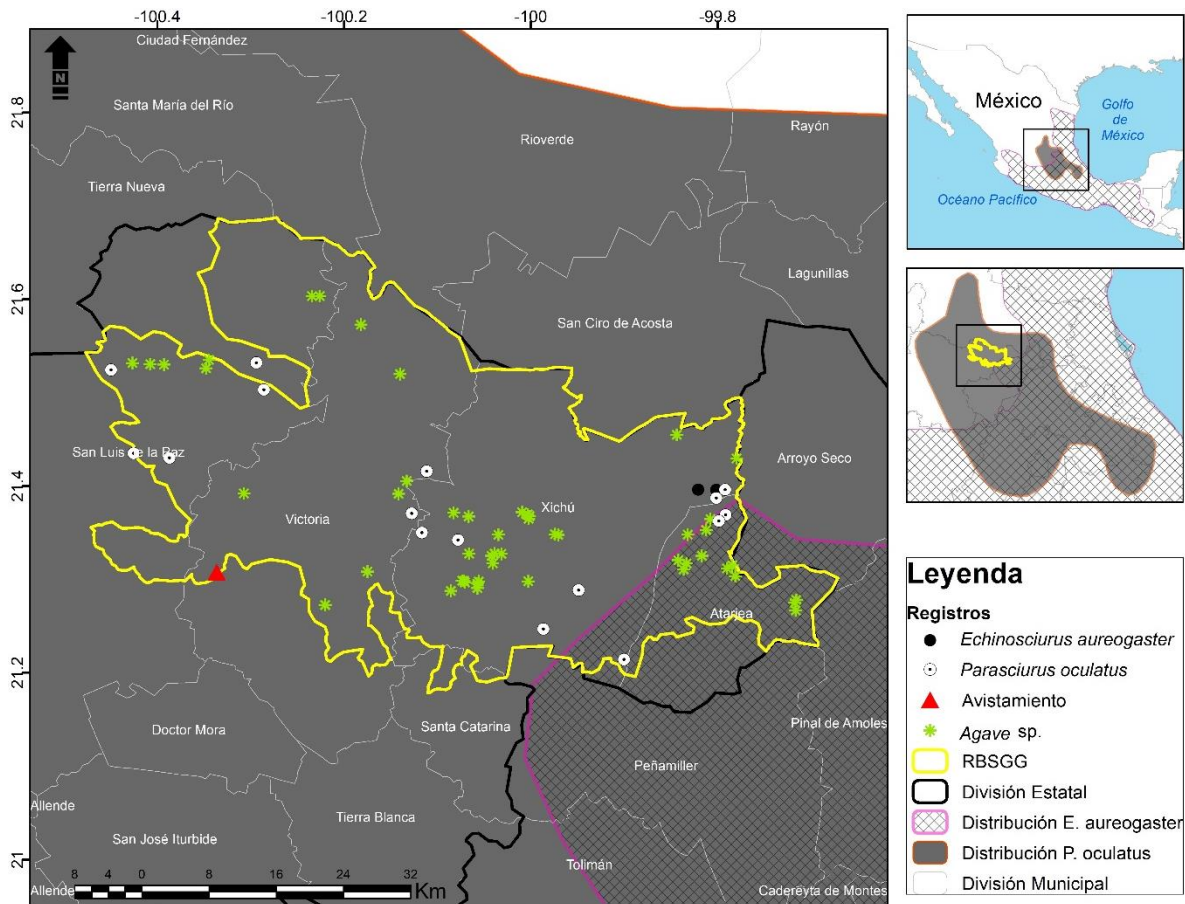 -100.4 -100.2 -100 -99.8
Ciudad Fernández
N
Santa María del Río
21.8
Rayón
Rioverde
Tierra Nueva
Lagunillas
21.6
San Ciro de Acosta
Arroyo Seco
San Luis de la Paz
21.4
Victoria
Xichú
Atarjea
21.2
Doctor Mora
Santa Catarina
Pinal de Amoles
Peñamiller
Allende
Tierra Blanca
San José Iturbide
21
Tolimán
Allende
8 4 0 8 16 24 32
Km
Cadereyta de Montes
México
Golfo
de
México
Océano Pacífico
Leyenda
Registros
Echinosciurus aureogaster
Parasciurus oculatus
Avistamiento
Agave sp.
RBSGG
División Estatal
Distribución E. aureogaster
Distribución P. oculatus
División Municipal